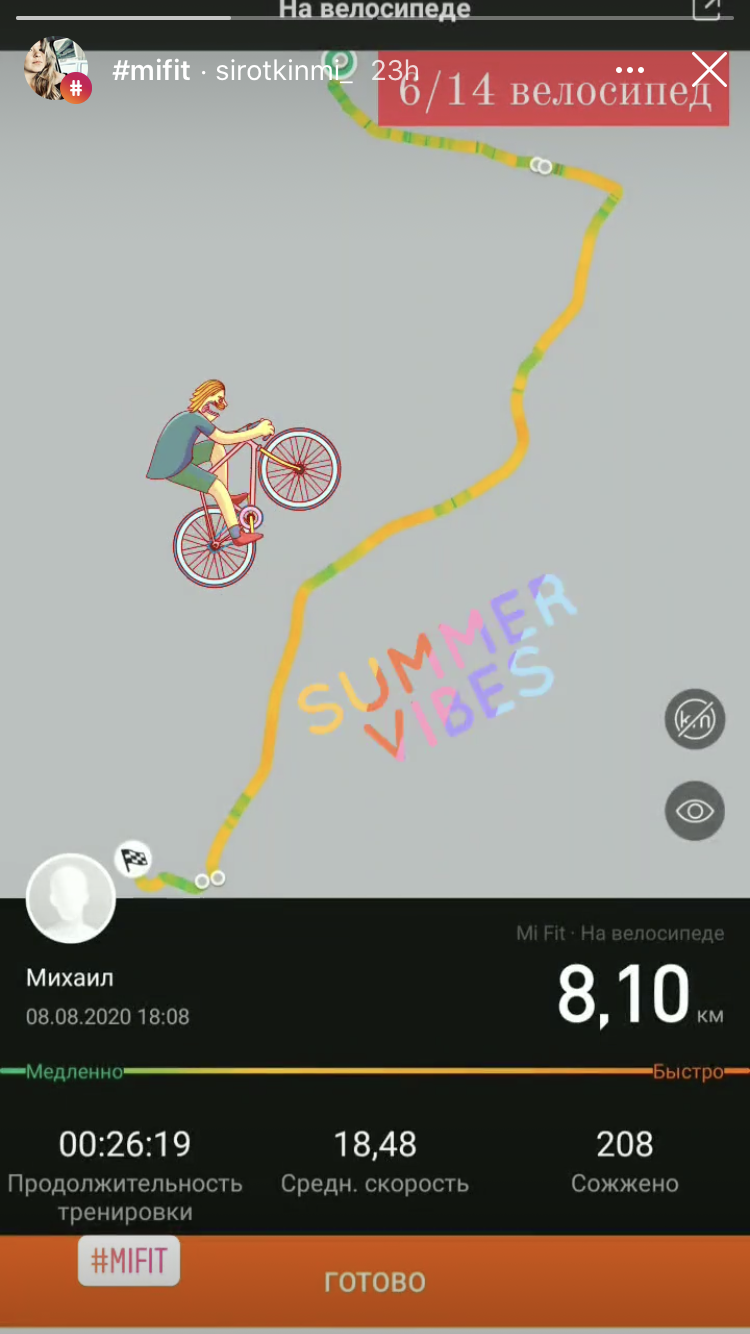 На велосипеде
#mifit · sirotkinmi_ 23h
6/14 велосипед
SUMMER
VIBES
Mi Fit · На велосипеде
Михаил
8,10 км
08.08.2020 18:08
Медленно
Быстро
00:26:19
18,48
208
Продолжительность
тренировки
Средн. скорость
Сожжено
#MIFIT
ГОТОВО